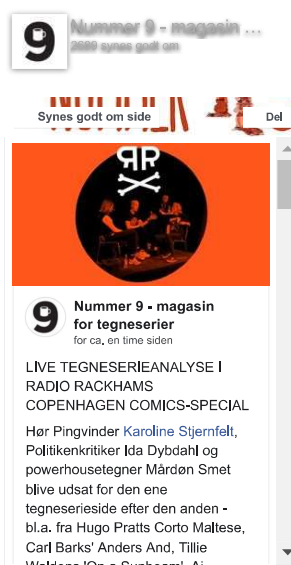 Nummer 9 - magasin ...
2689 synes godt om
Synes godt om side
Del
RR
9
Nummer 9 - magasin
for tegneserier
for ca. en time siden
LIVE TEGNESERIEANALYSE I
RADIO RACKHAMS
COPENHAGEN COMICS-SPECIAL
Hør Pingvinder Karoline Stjernfelt,
Politikenkritiker Ida Dybdahl og
powerhousetegner Mårdøn Smet
blive udsat for den ene
tegneserieside efter den anden -
bl.a. fra Hugo Pratts Corto Maltese,
Carl Barks' Anders And, Tillie